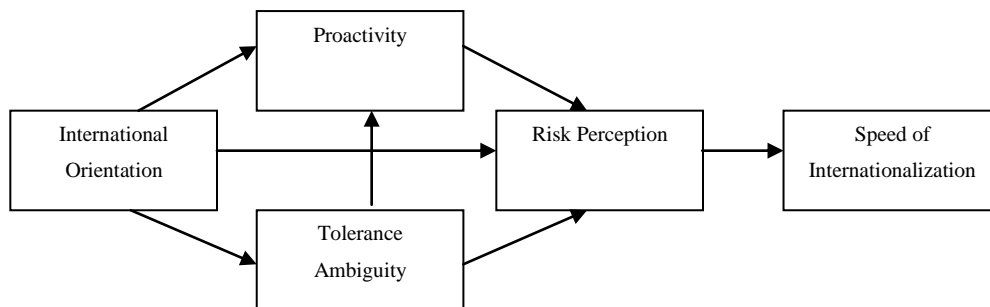 Proactivity
International
Orientation
Risk Perception
Speed of
Internationalization
Tolerance
Ambiguity